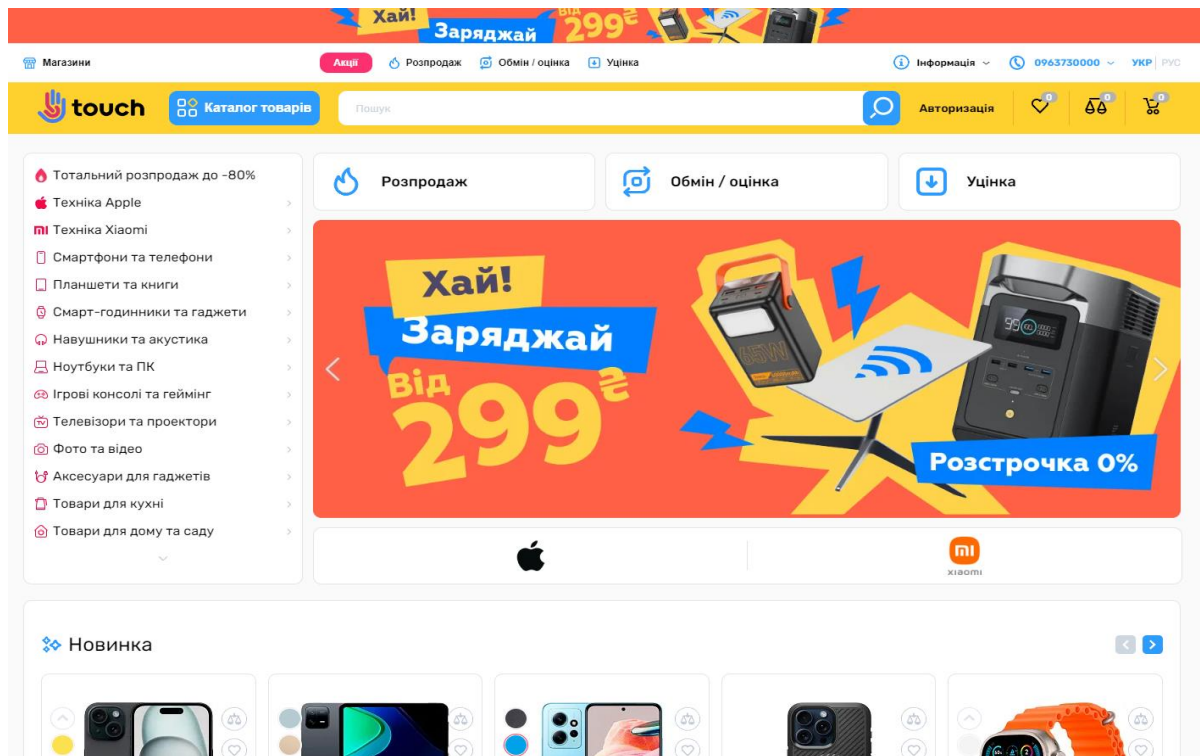 Хай!
Заряджай
Від
299₴
Магазини
Акції
Розпродаж
Обмін / оцінка
Уцінка
Інформація
0963730000
УКР
РУС
touch
Каталог товарів
Пошук
Авторизація
0
0
0
Тотальний розпродаж до -80%
Техніка Apple
Техніка Xiaomi
Смартфони та телефони
Планшети та книги
Смарт-годинники та гаджети
Навушники та акустика
Ноутбуки та ПК
Ігрові консолі та геймінг
Телевізори та проектори
Фото та відео
Аксесуари для гаджетів
Товари для кухні
Товари для дому та саду
Розпродаж
Обмін / оцінка
Уцінка
Хай!
Заряджай
Від
299₴
65W
Розстрочка 0%
xiaomi
Новинка